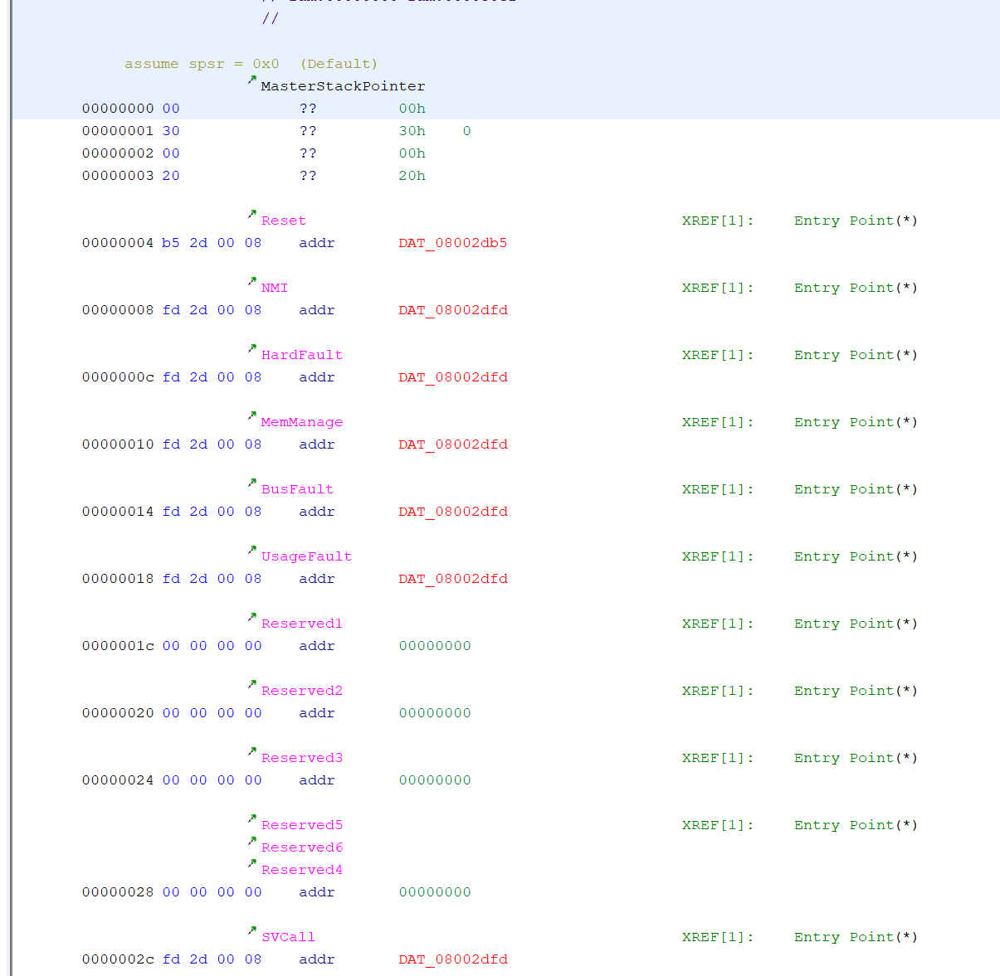 //
assume spsr = 0x0 (Default)
MasterStackPointer
00000000 00 ?? 00h
00000001 30 ?? 30h 0
00000002 00 ?? 00h
00000003 20 ?? 20h
Reset XREF[1]: Entry Point(*)
00000004 b5 2d 00 08 addr DAT_08002db5
NMI XREF[1]: Entry Point(*)
00000008 fd 2d 00 08 addr DAT_08002dfd
HardFault XREF[1]: Entry Point(*)
0000000c fd 2d 00 08 addr DAT_08002dfd
MemManage XREF[1]: Entry Point(*)
00000010 fd 2d 00 08 addr DAT_08002dfd
BusFault XREF[1]: Entry Point(*)
00000014 fd 2d 00 08 addr DAT_08002dfd
UsageFault XREF[1]: Entry Point(*)
00000018 fd 2d 00 08 addr DAT_08002dfd
Reserved1 XREF[1]: Entry Point(*)
0000001c 00 00 00 00 addr 00000000
Reserved2 XREF[1]: Entry Point(*)
00000020 00 00 00 00 addr 00000000
Reserved3 XREF[1]: Entry Point(*)
00000024 00 00 00 00 addr 00000000
Reserved5 XREF[1]: Entry Point(*)
Reserved6
Reserved4
00000028 00 00 00 00 addr 00000000
SVCall XREF[1]: Entry Point(*)
0000002c fd 2d 00 08 addr DAT_08002dfd